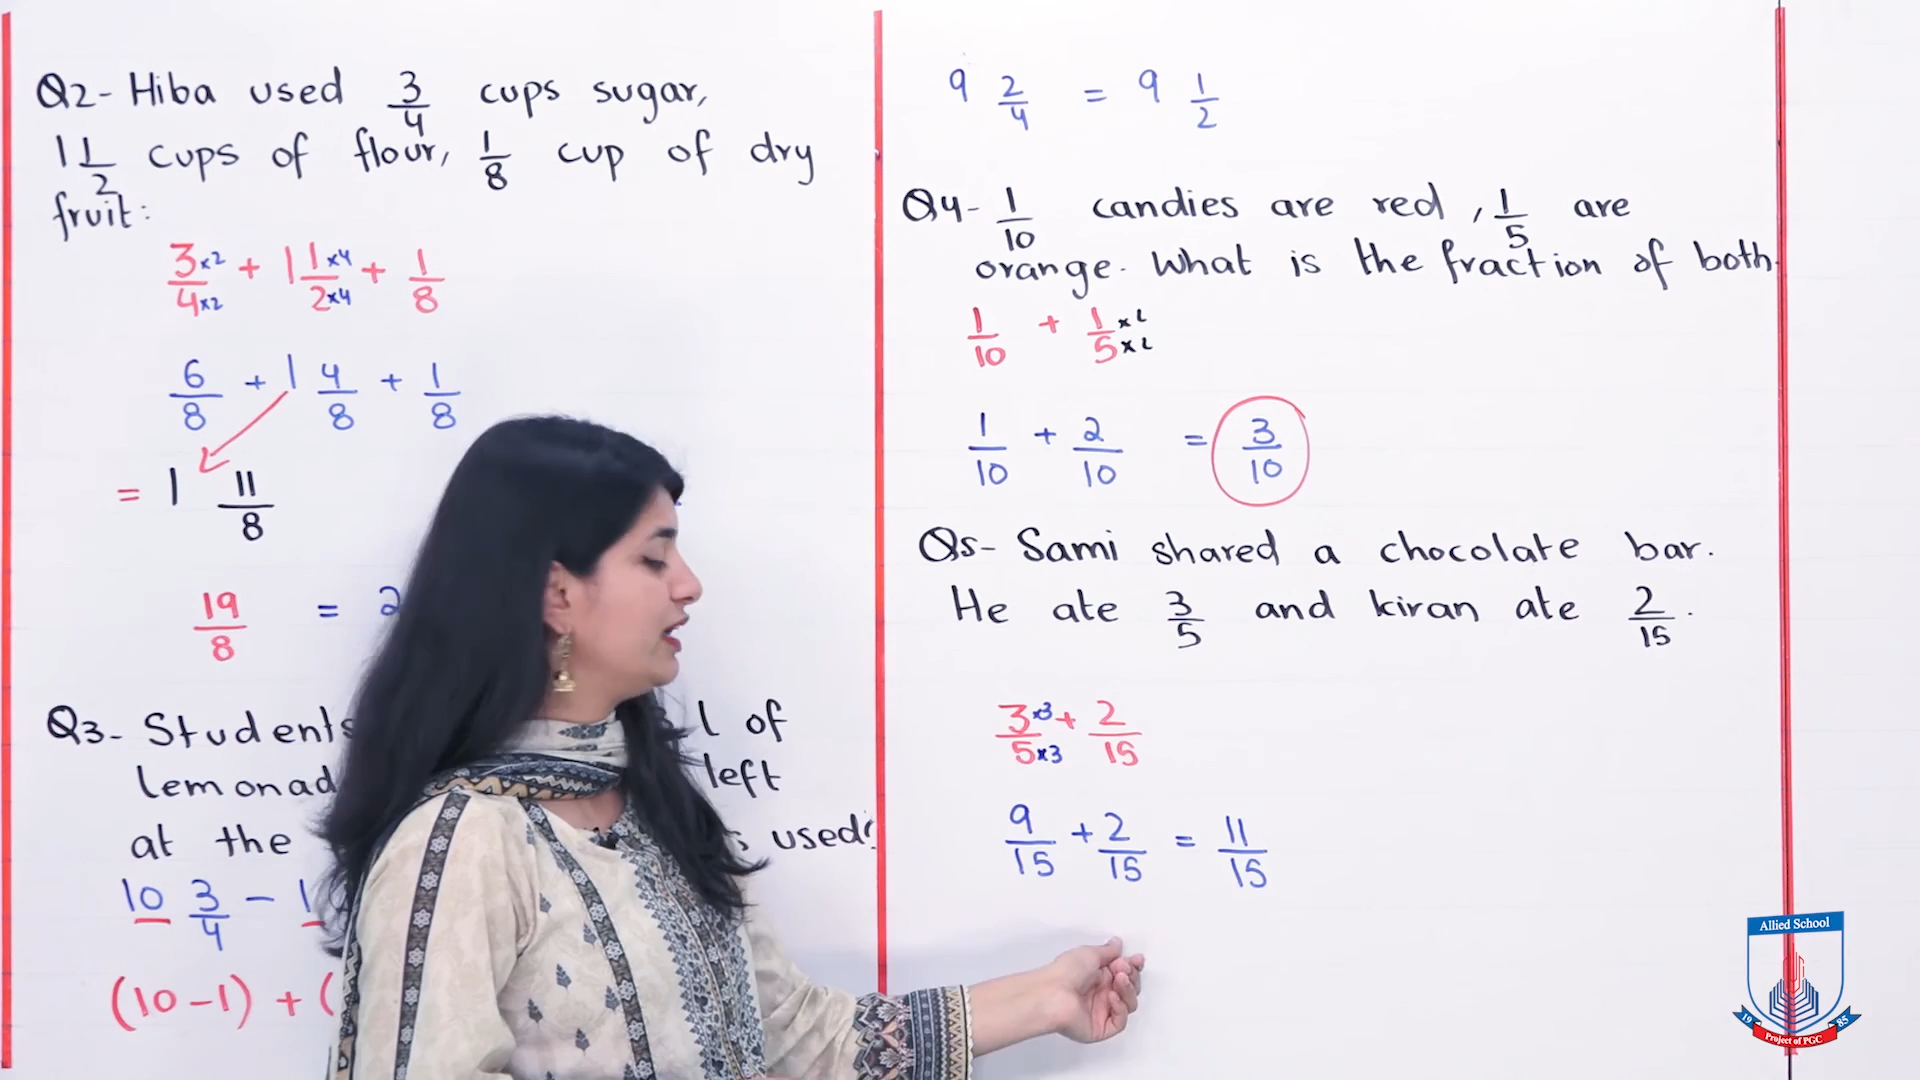 Q2- Hiba used 3/4 cups sugar,
1 1/2 cups of flour, 1/8 cup of dry
fruit:
3×2/4×2 + 1 1×4/2×4 + 1/8
6/8 + 1 4/8 + 1/8
= 1 11/8
19/8 = 2
Q3- Students l of
lemonad left
at the used?
10 3/4 - 1
(10-1) + (
9 2/4 = 9 1/2
Q4- 1/10 candies are red, 1/5 are
orange. What is the fraction of both.
1/10 + 1×2/5×2
1/10 + 2/10 = 3/10
Q5- Sami shared a chocolate bar.
He ate 3/5 and kiran ate 2/15.
3×3/5×3 + 2/15
9/15 + 2/15 = 11/15
Allied School
19 85
Project of PGC